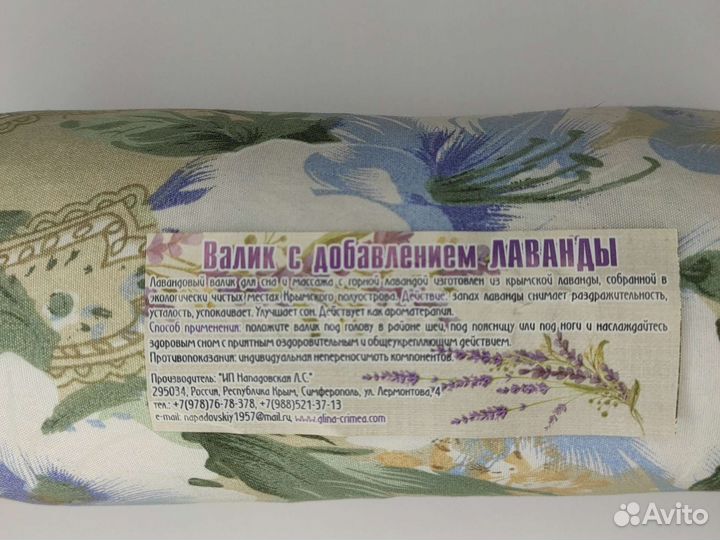 Валик с добавлением ЛАВАНДЫ
Лавандовый валик для сна и массажа с горной лавандой изготовлен из крымской лаванды, собранной в
экологически чистых местах Крымского полуострова. Действие: запах лаванды снимает раздражительность,
усталость, успокаивает. Улучшает сон. Действует как ароматерапия.
Способ применения: положите валик под голову в районе шеи, под поясницу или под ноги и наслаждайтесь
здоровым сном с приятным оздоровительным и общеукрепляющим действием.
Противопоказания: индивидуальная непереносимоть компонентов.
Производитель: "ИП Нападовская Л.С."
295034, Россия, Республика Крым, Симферополь, ул. Лермонтова, 4
тел.: +7(978)76-78-378, +7(988)521-37-13
e-mail: napadovskiy1957@mail.ru, www.glina-crimea.com
Avito